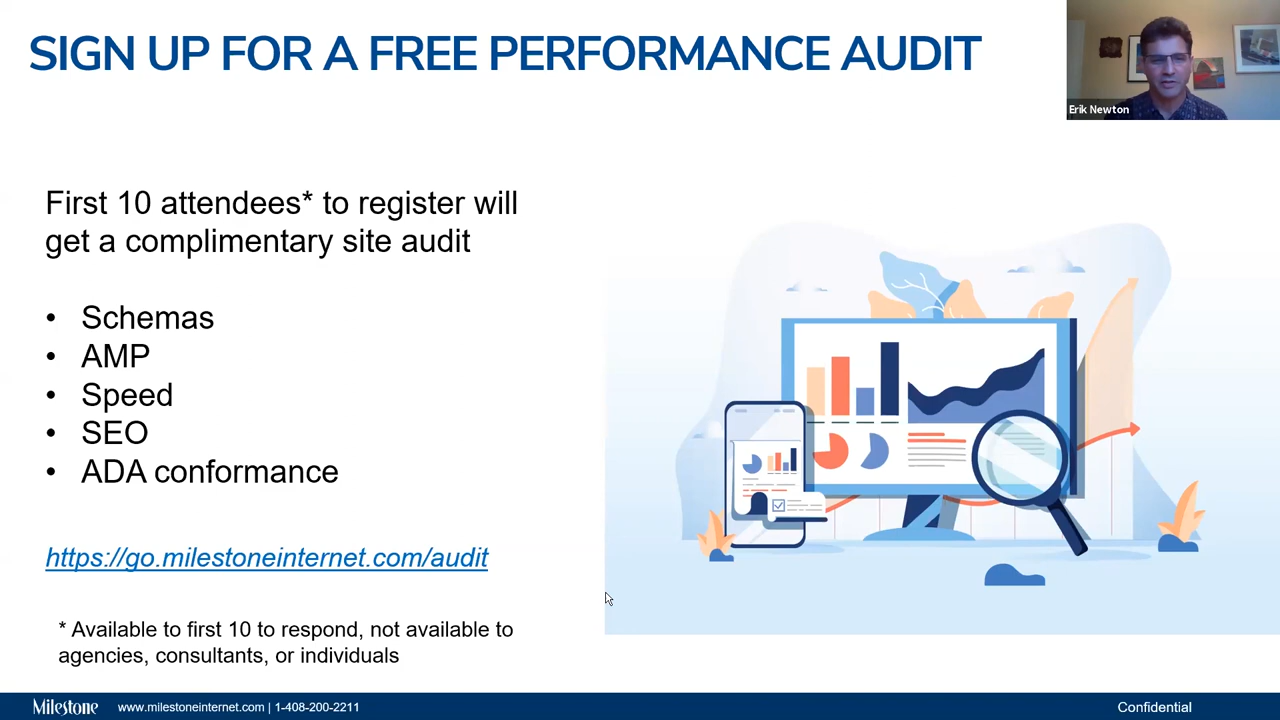 SIGN UP FOR A FREE PERFORMANCE AUDIT
Erik Newton
First 10 attendees* to register will
get a complimentary site audit
• Schemas
• AMP
• Speed
• SEO
• ADA conformance
https://go.milestoneinternet.com/audit
* Available to first 10 to respond, not available to
agencies, consultants, or individuals
Milestone www.milestoneinternet.com | 1-408-200-2211 Confidential